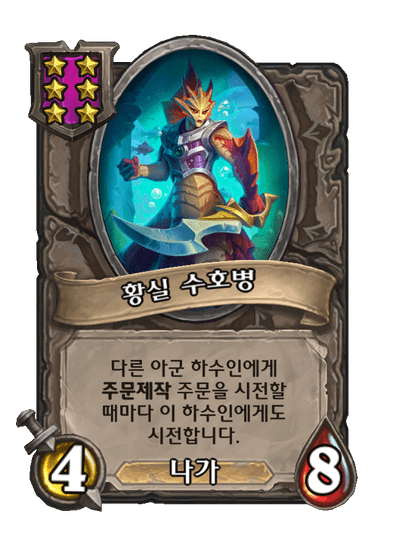 황실 수호병
다른 아군 하수인에게
주문제작 주문을 시전할
때마다 이 하수인에게도
시전합니다.
4
나가
8